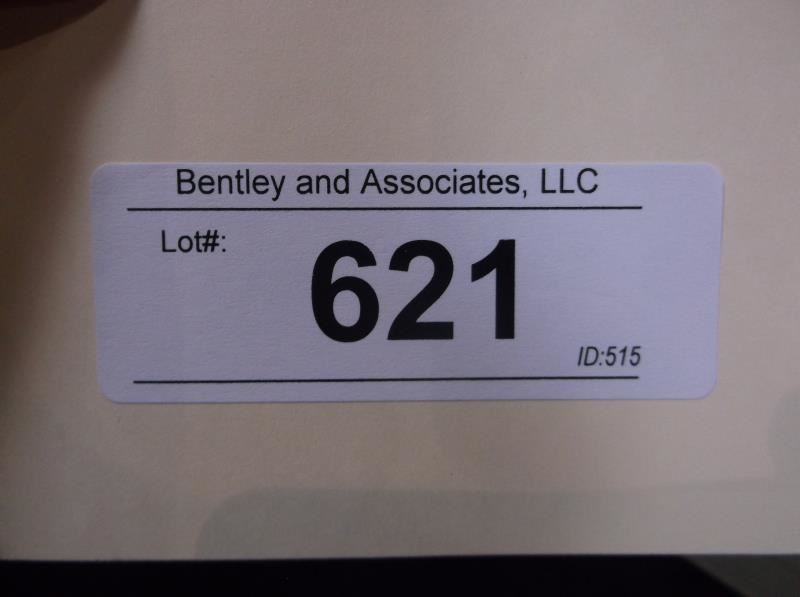 Bentley and Associates, LLC
Lot#:
621
ID:515